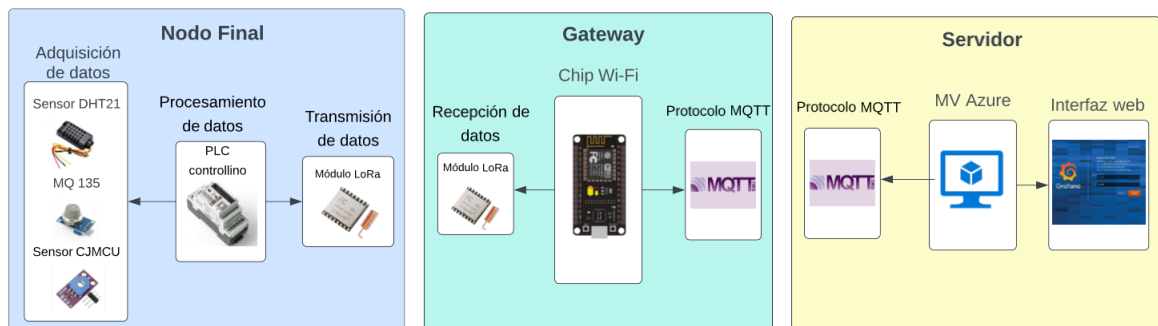 Nodo Final
Adquisición
de datos
Sensor DHT21
MQ 135
Sensor CJMCU
Procesamiento
de datos
PLC
controllino
Transmisión
de datos
Módulo LoRa
Gateway
Chip Wi-Fi
Recepción de
datos
Módulo LoRa
Protocolo MQTT
MQTT
Servidor
Protocolo MQTT
MQTT
MV Azure
Interfaz web
Grafana